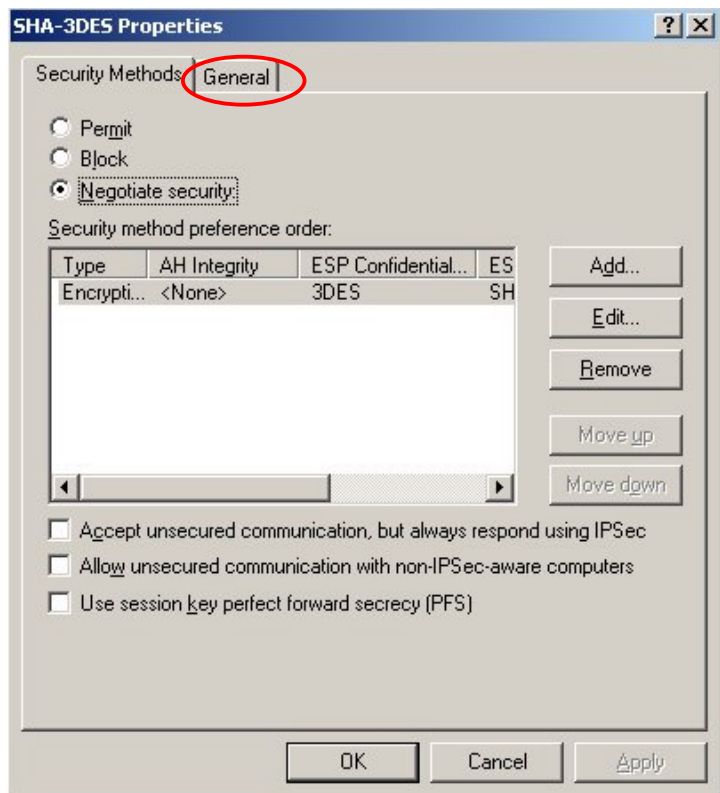 SHA-3DES Properties
Security Methods General
Permit
Block
Negotiate security:
Security method preference order:
Type AH Integrity ESP Confidential... ES
Encrypti... <None> 3DES SH
Add...
Edit...
Remove
Move up
Move down
Accept unsecured communication, but always respond using IPSec
Allow unsecured communication with non-IPSec-aware computers
Use session key perfect forward secrecy (PFS)
OK Cancel Apply